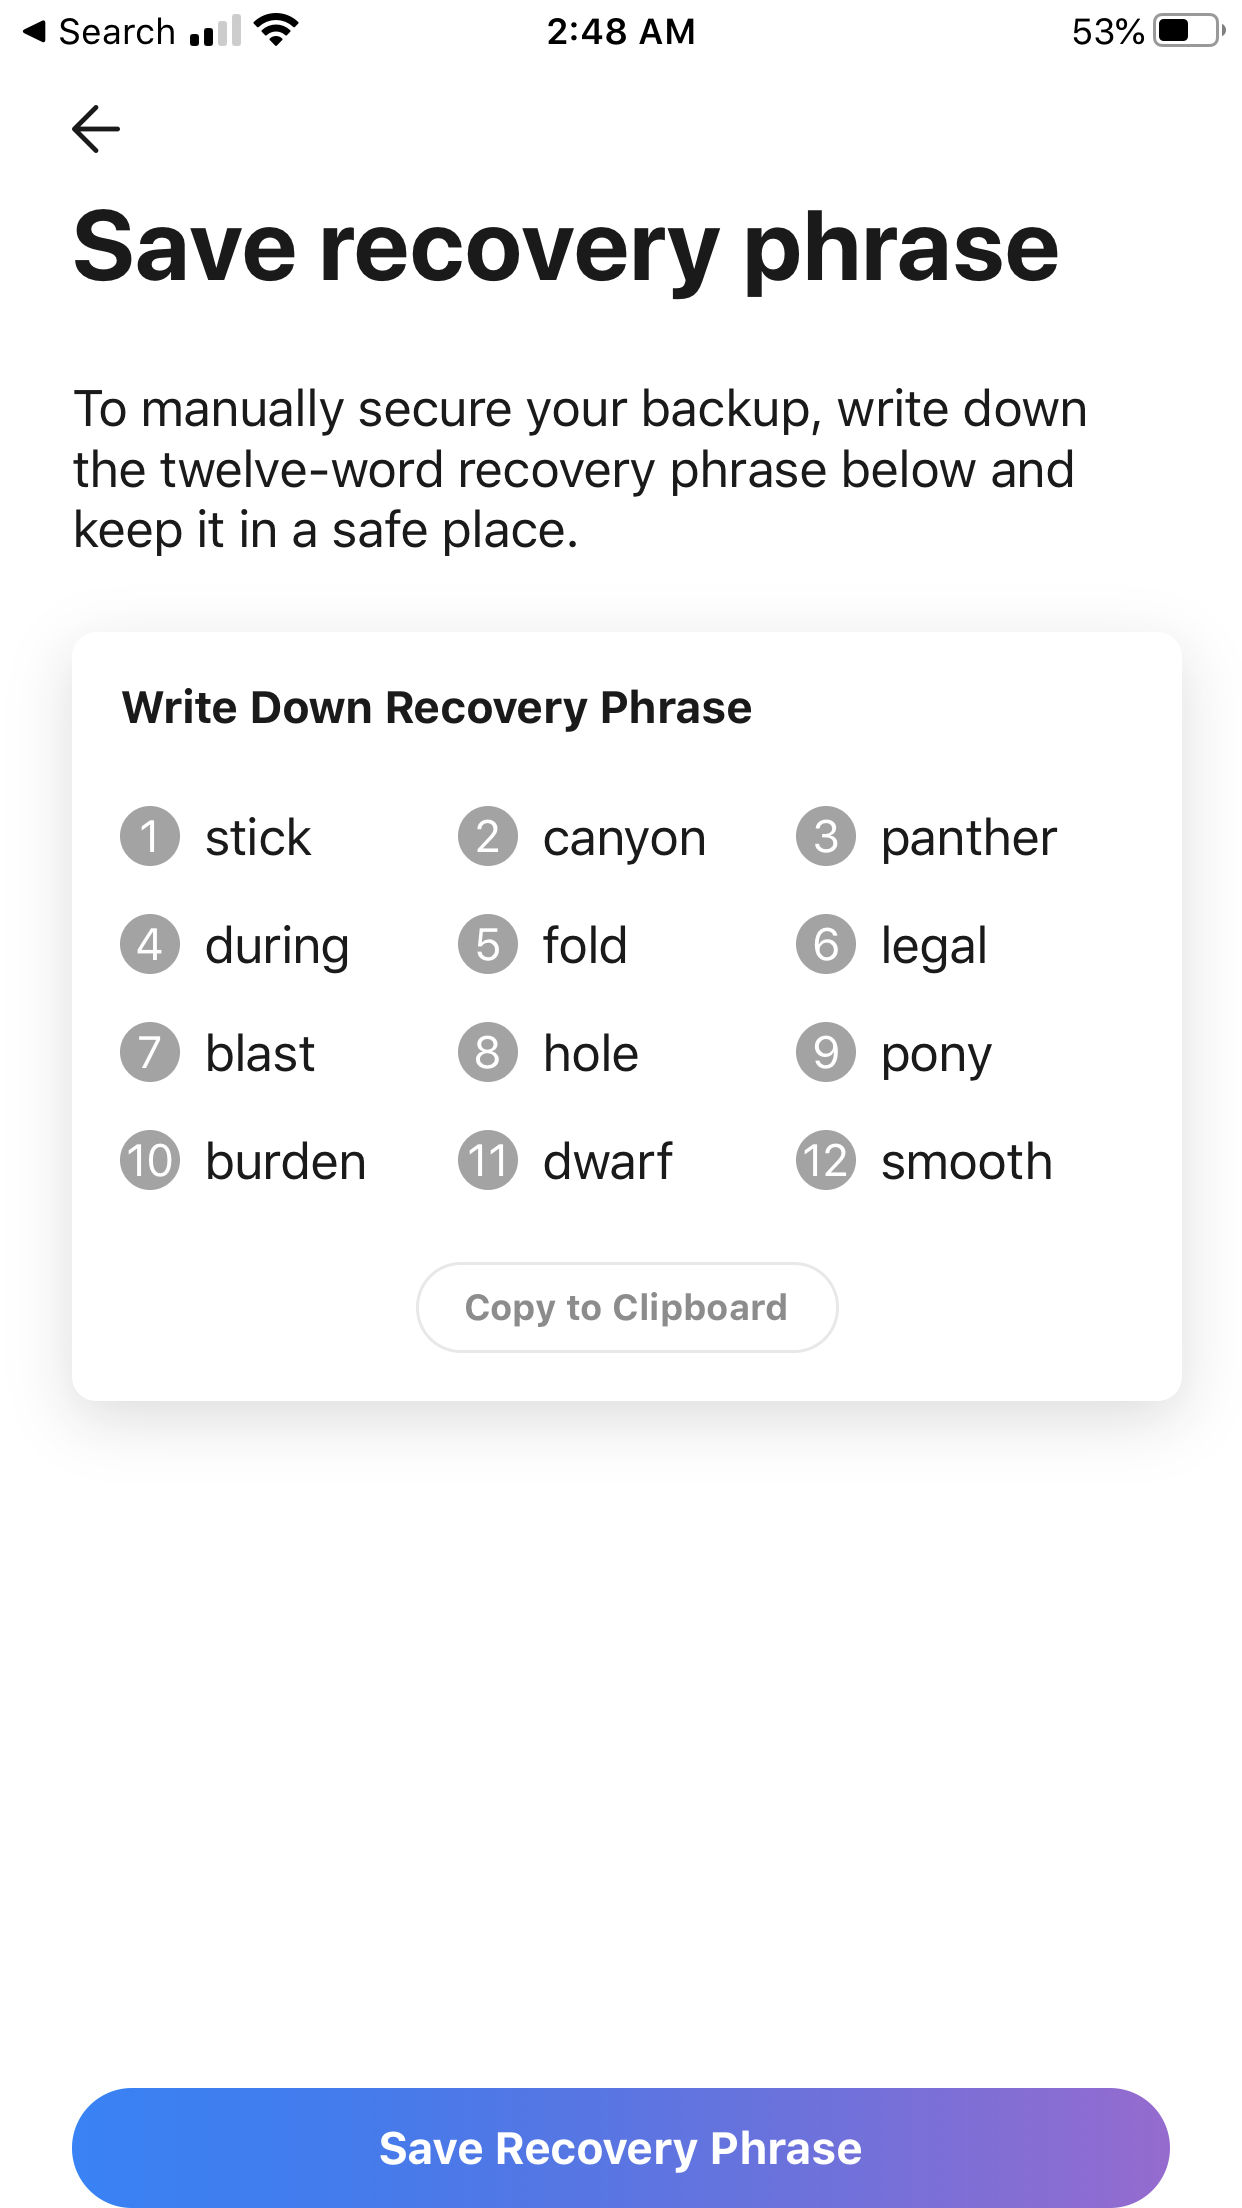 Search 2:48 AM 53%
Save recovery phrase
To manually secure your backup, write down
the twelve-word recovery phrase below and
keep it in a safe place.
Write Down Recovery Phrase
1 stick 2 canyon 3 panther
4 during 5 fold 6 legal
7 blast 8 hole 9 pony
10 burden 11 dwarf 12 smooth
Copy to Clipboard
Save Recovery Phrase